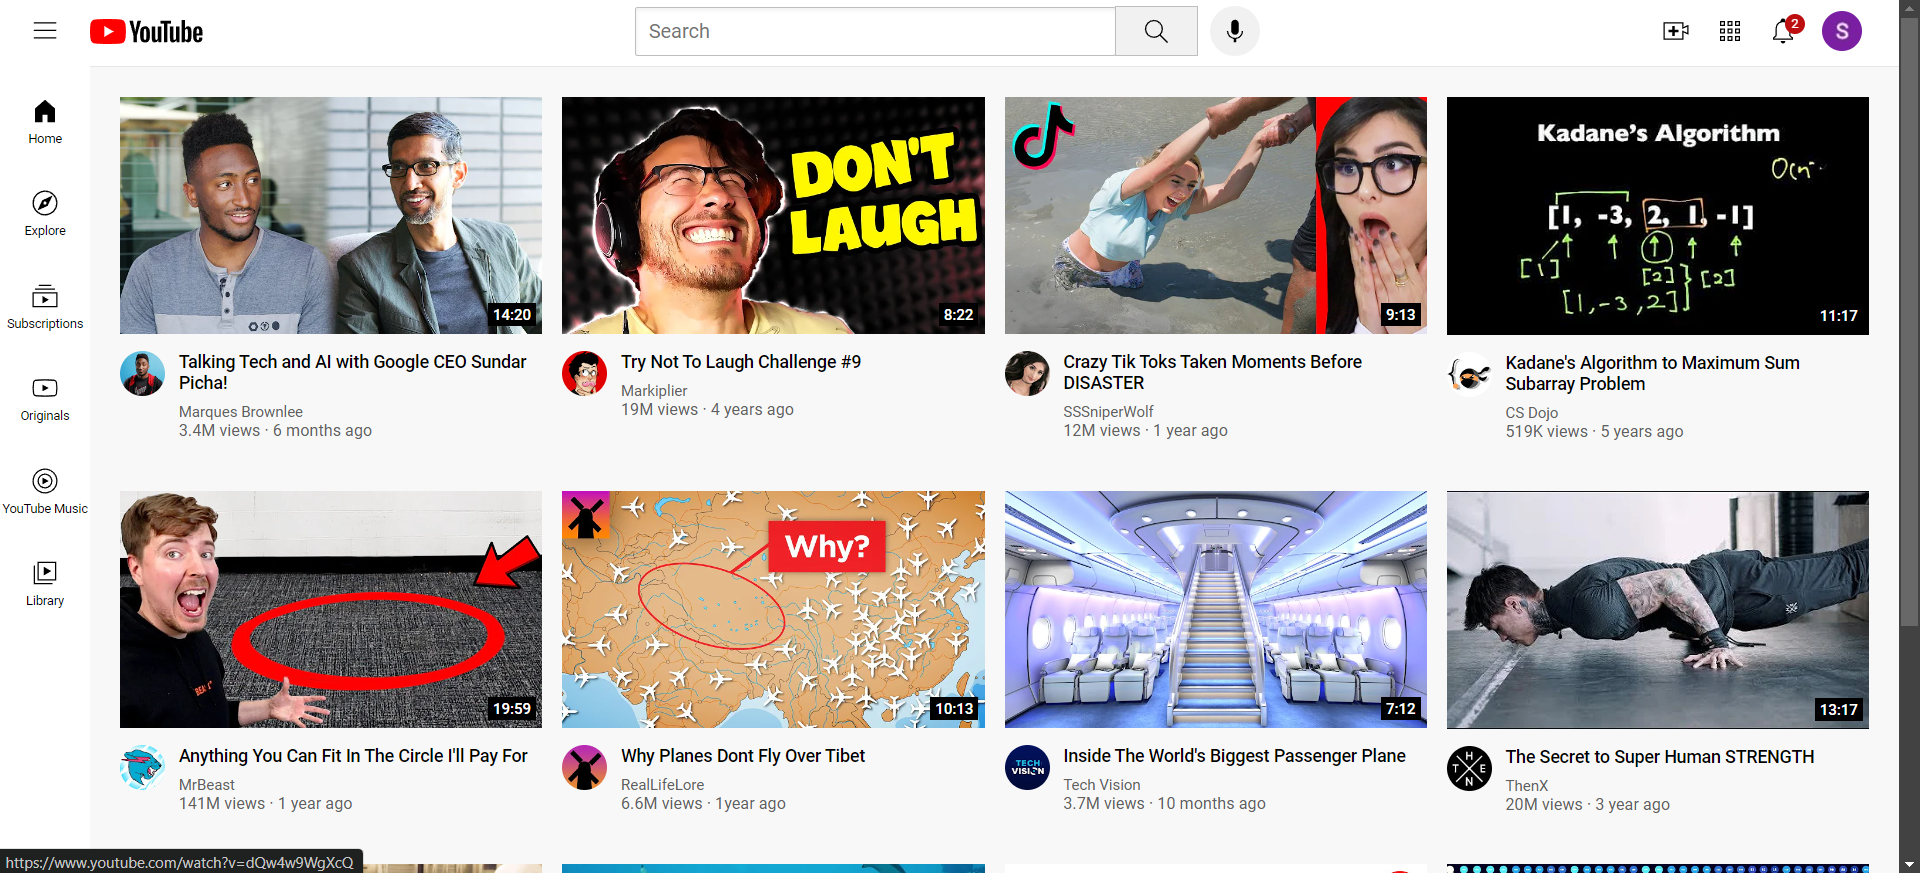 YouTube
Search
2
S
Home
Explore
Subscriptions
Originals
YouTube Music
Library
14:20
Talking Tech and AI with Google CEO Sundar
Picha!
Marques Brownlee
3.4M views · 6 months ago
DON'T
LAUGH
8:22
Try Not To Laugh Challenge #9
Markiplier
19M views · 4 years ago
9:13
Crazy Tik Toks Taken Moments Before
DISASTER
SSSniperWolf
12M views · 1 year ago
Kadane's Algorithm
[1, -3, 2, 1, -1]
[1]
[2]
[2]
[1,-3,2]
11:17
Kadane's Algorithm to Maximum Sum
Subarray Problem
CS Dojo
519K views · 5 years ago
19:59
Anything You Can Fit In The Circle I'll Pay For
MrBeast
141M views · 1 year ago
Why?
10:13
Why Planes Dont Fly Over Tibet
RealLifeLore
6.6M views · 1year ago
7:12
TECH
VISION
Inside The World's Biggest Passenger Plane
Tech Vision
3.7M views · 10 months ago
13:17
THEN
X
The Secret to Super Human STRENGTH
ThenX
20M views · 3 year ago
https://www.youtube.com/watch?v=dQw4w9WgXcQ